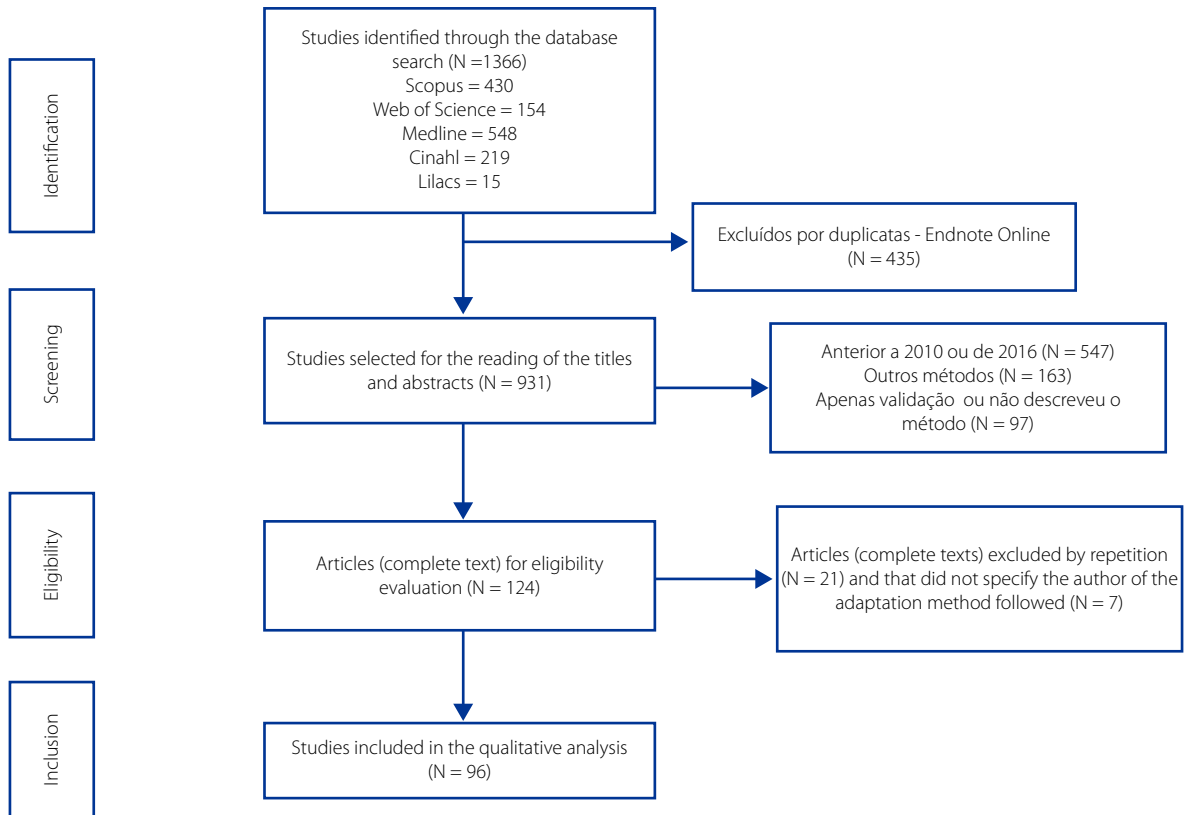 Identification
Studies identified through the database
search (N =1366)
Scopus = 430
Web of Science = 154
Medline = 548
Cinahl = 219
Lilacs = 15
Excluídos por duplicatas - Endnote Online
(N = 435)
Screening
Studies selected for the reading of the titles
and abstracts (N = 931)
Anterior a 2010 ou de 2016 (N = 547)
Outros métodos (N = 163)
Apenas validação ou não descreveu o
método (N = 97)
Eligibility
Articles (complete text) for eligibility
evaluation (N = 124)
Articles (complete texts) excluded by repetition
(N = 21) and that did not specify the author of the
adaptation method followed (N = 7)
Inclusion
Studies included in the qualitative analysis
(N = 96)